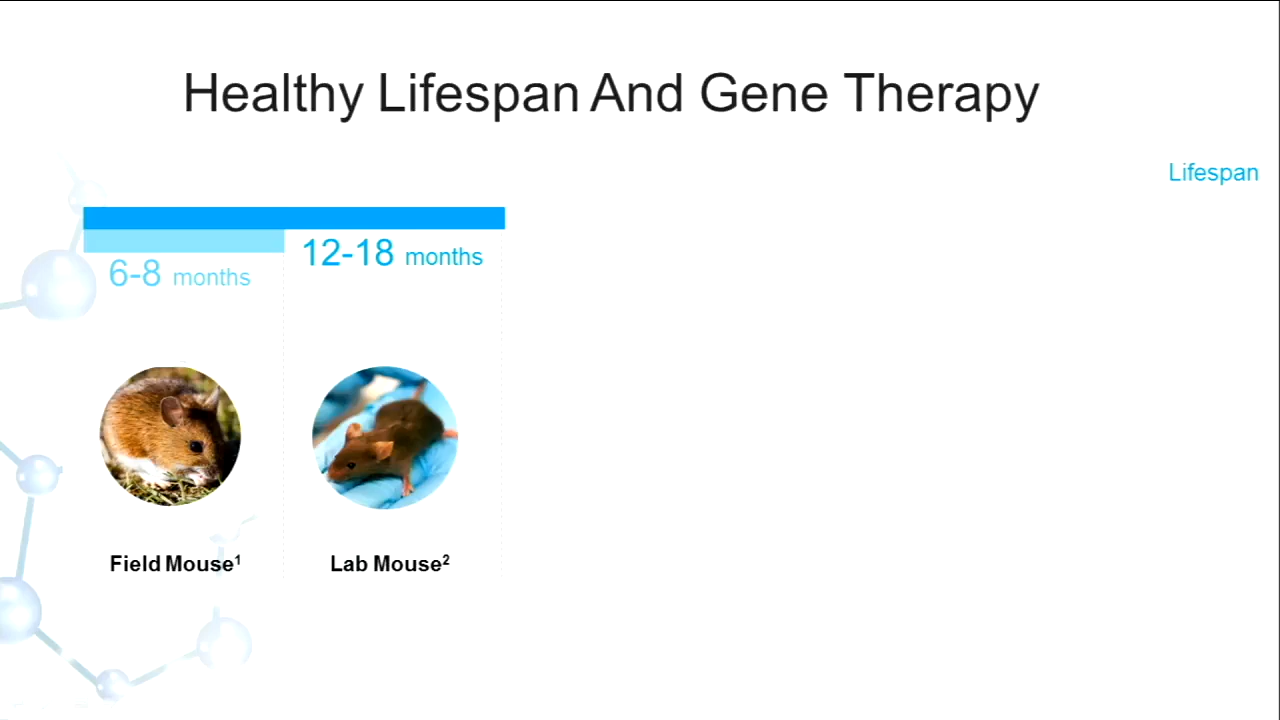 Healthy Lifespan And Gene Therapy
Lifespan
12-18 months
6-8 months
Field Mouse¹
Lab Mouse²